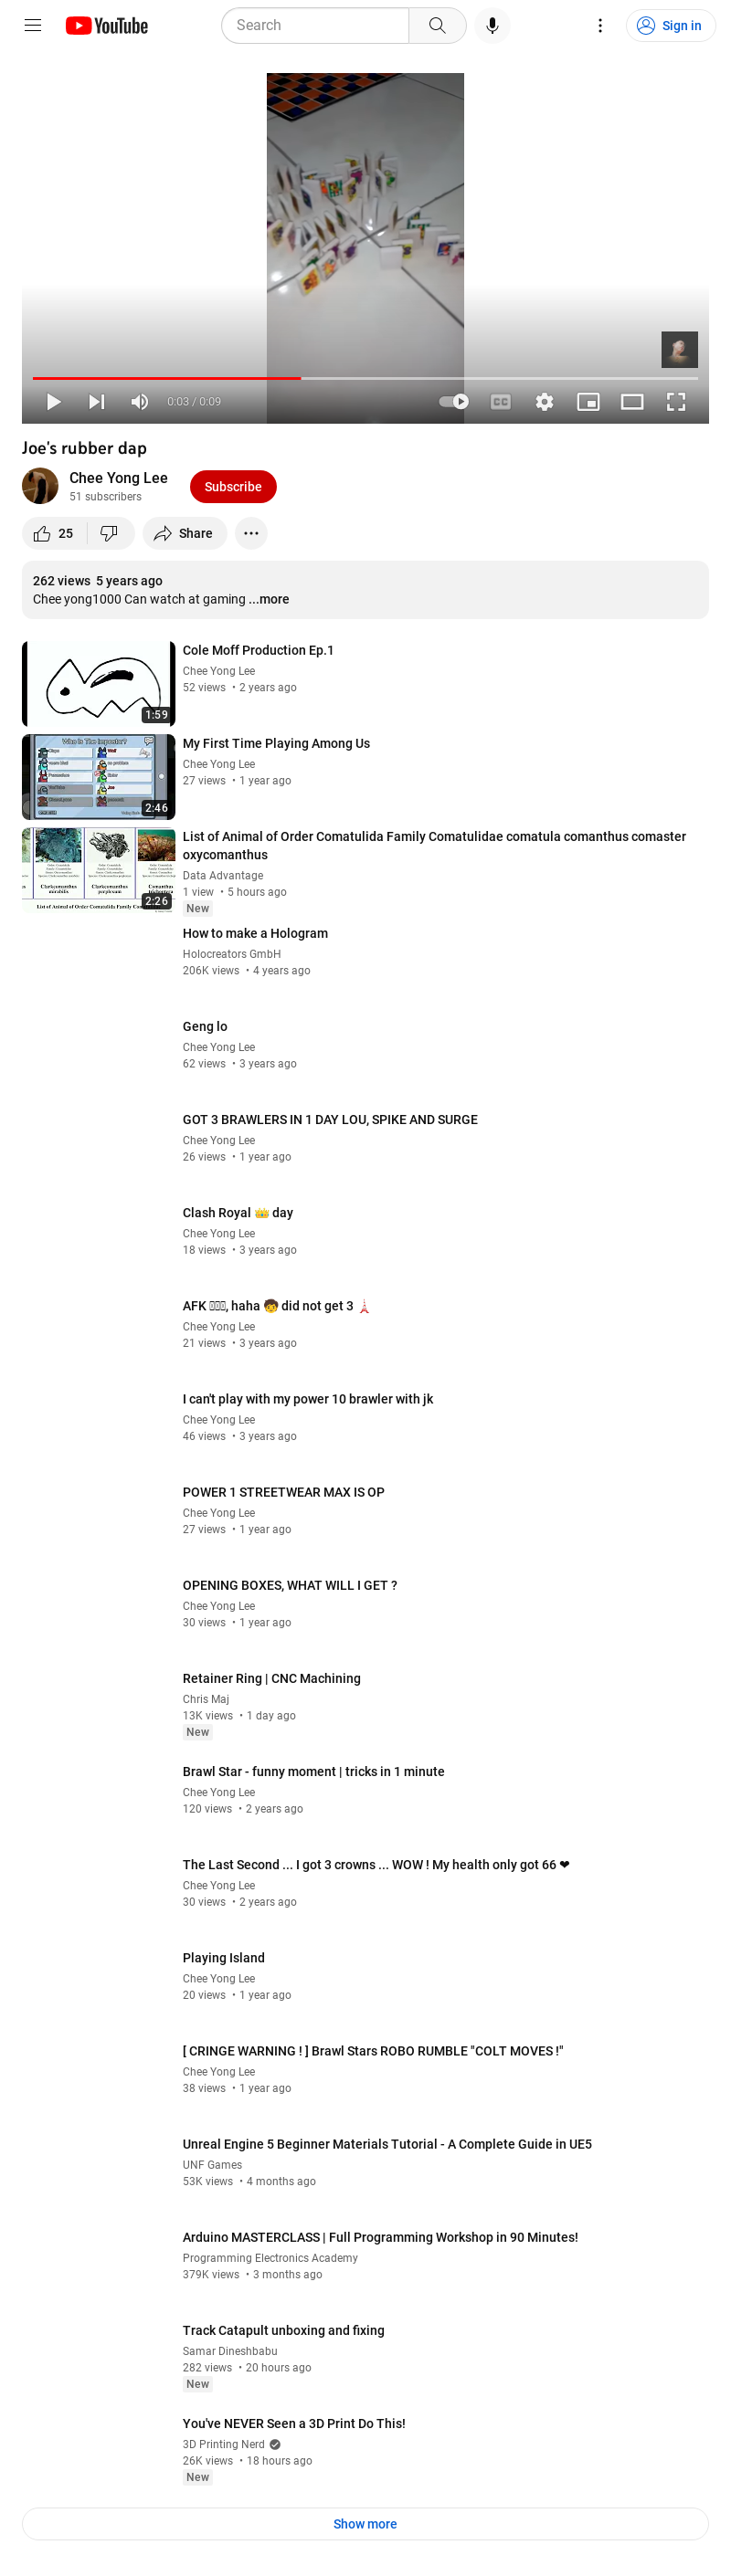 YouTube
Search
Sign in
0:03 / 0:09
CC
Joe's rubber dap
Chee Yong Lee
51 subscribers
Subscribe
25
Share
262 views 5 years ago
Chee yong1000 Can watch at gaming ...more
1:59
Cole Moff Production Ep.1
Chee Yong Lee
52 views • 2 years ago
Who Is The Impostor?
2:46
My First Time Playing Among Us
Chee Yong Lee
27 views • 1 year ago
2:26
List of Animal of Order Comatulida Family Comatulidae comatula comanthus comaster
oxycomanthus
Data Advantage
1 view • 5 hours ago
New
How to make a Hologram
Holocreators GmbH
206K views • 4 years ago
Geng lo
Chee Yong Lee
62 views • 3 years ago
GOT 3 BRAWLERS IN 1 DAY LOU, SPIKE AND SURGE
Chee Yong Lee
26 views • 1 year ago
Clash Royal 👑 day
Chee Yong Lee
18 views • 3 years ago
AFK , haha 🧒 did not get 3 🗼
Chee Yong Lee
21 views • 3 years ago
I can't play with my power 10 brawler with jk
Chee Yong Lee
46 views • 3 years ago
POWER 1 STREETWEAR MAX IS OP
Chee Yong Lee
27 views • 1 year ago
OPENING BOXES, WHAT WILL I GET ?
Chee Yong Lee
30 views • 1 year ago
Retainer Ring | CNC Machining
Chris Maj
13K views • 1 day ago
New
Brawl Star - funny moment | tricks in 1 minute
Chee Yong Lee
120 views • 2 years ago
The Last Second ... I got 3 crowns ... WOW ! My health only got 66 ❤
Chee Yong Lee
30 views • 2 years ago
Playing Island
Chee Yong Lee
20 views • 1 year ago
[ CRINGE WARNING ! ] Brawl Stars ROBO RUMBLE "COLT MOVES !"
Chee Yong Lee
38 views • 1 year ago
Unreal Engine 5 Beginner Materials Tutorial - A Complete Guide in UE5
UNF Games
53K views • 4 months ago
Arduino MASTERCLASS | Full Programming Workshop in 90 Minutes!
Programming Electronics Academy
379K views • 3 months ago
Track Catapult unboxing and fixing
Samar Dineshbabu
282 views • 20 hours ago
New
You've NEVER Seen a 3D Print Do This!
3D Printing Nerd
26K views • 18 hours ago
New
Show more